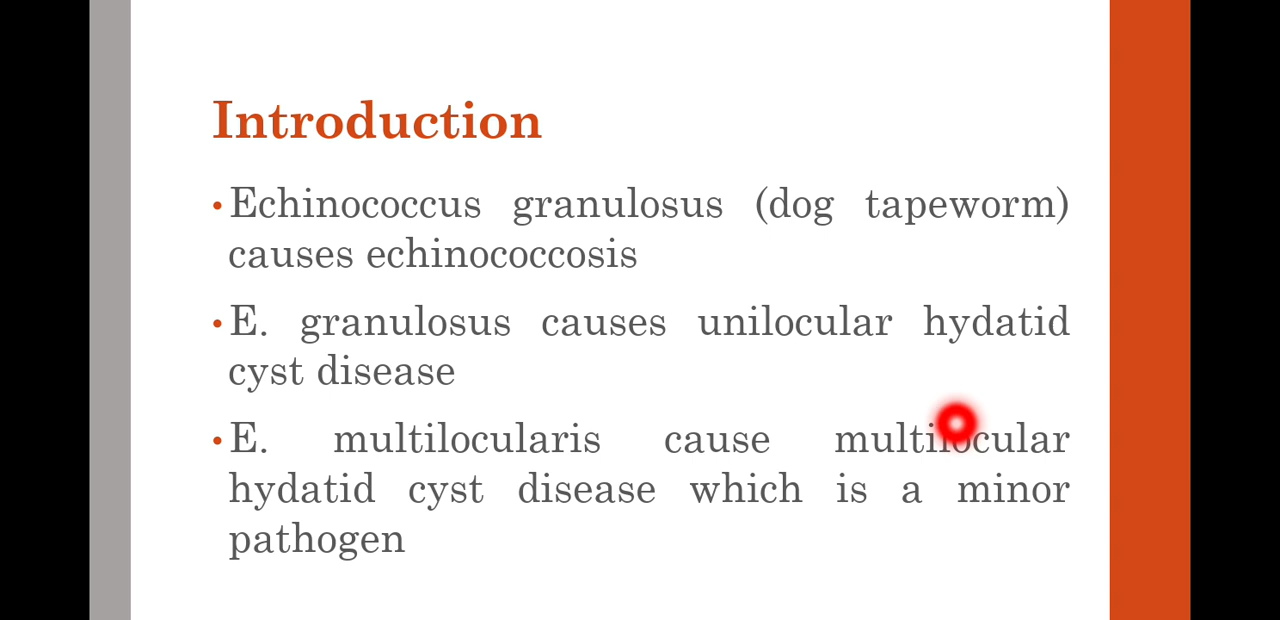 Introduction
•Echinococcus granulosus (dog tapeworm)
causes echinococcosis
•E. granulosus causes unilocular hydatid
cyst disease
•E. multilocularis cause multilocular
hydatid cyst disease which is a minor
pathogen